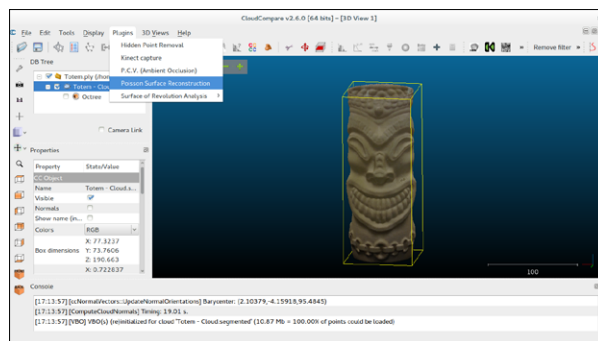 CloudCompare v2.6.0 [64 bits] - [3D View 1]
File Edit Tools Display Plugins 3D Views Help
Hidden Point Removal
Kinect capture
P.C.V. (Ambient Occlusion)
Poisson Surface Reconstruction
Surface of Revolution Analysis
Remove filter
DB Tree
Totem.ply (/hom
Totem - Clou
Octree
Camera Link
Properties
Property State/Value
CC Object
Name Totem - Cloud.s...
Visible
Normals
Show name (in...
Colors RGB
Box dimensions
X: 77.3237
Y: 73.7606
Z: 190.663
X: 0.722837
100
Console
[17:13:57] [ccNormalVectors::UpdateNormalOrientations] Barycenter: (2.10379,-4.15918,95.4845)
[17:13:57] [ComputeCloudNormals] Timing: 19.01 s.
[17:13:57] [VBO] VBO(s) (re)initialized for cloud 'Totem - Cloud.segmented' (10.87 Mb = 100.00% of points could be loaded)